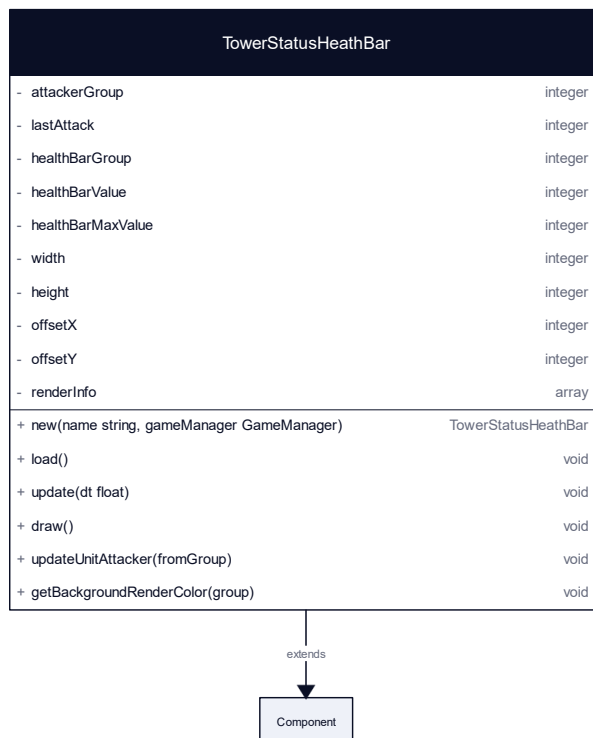 TowerStatusHeathBar
- attackerGroup integer
- lastAttack integer
- healthBarGroup integer
- healthBarValue integer
- healthBarMaxValue integer
- width integer
- height integer
- offsetX integer
- offsetY integer
- renderInfo array
+ new(name string, gameManager GameManager) TowerStatusHeathBar
+ load() void
+ update(dt float) void
+ draw() void
+ updateUnitAttacker(fromGroup) void
+ getBackgroundRenderColor(group) void
extends
Component